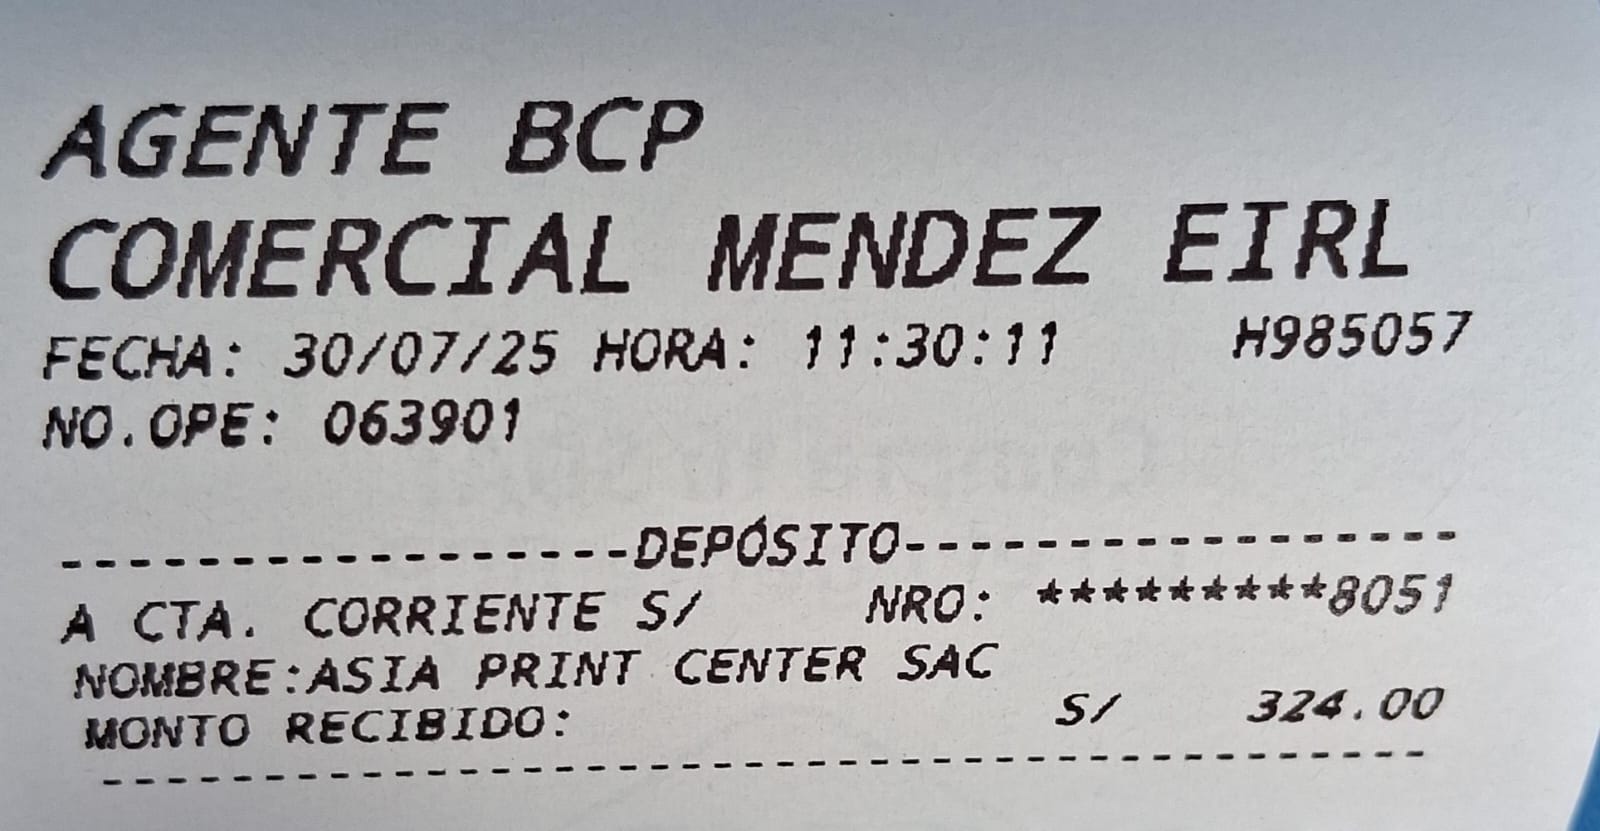 AGENTE BCP
COMERCIAL MENDEZ EIRL
FECHA: 30/07/25 HORA: 11:30:11 H985057
NO.OPE: 063901
-----------------DEPÓSITO-----------------
A CTA. CORRIENTE S/ NRO: *********8051
NOMBRE:ASIA PRINT CENTER SAC
MONTO RECIBIDO: S/ 324.00
----------------------------------------